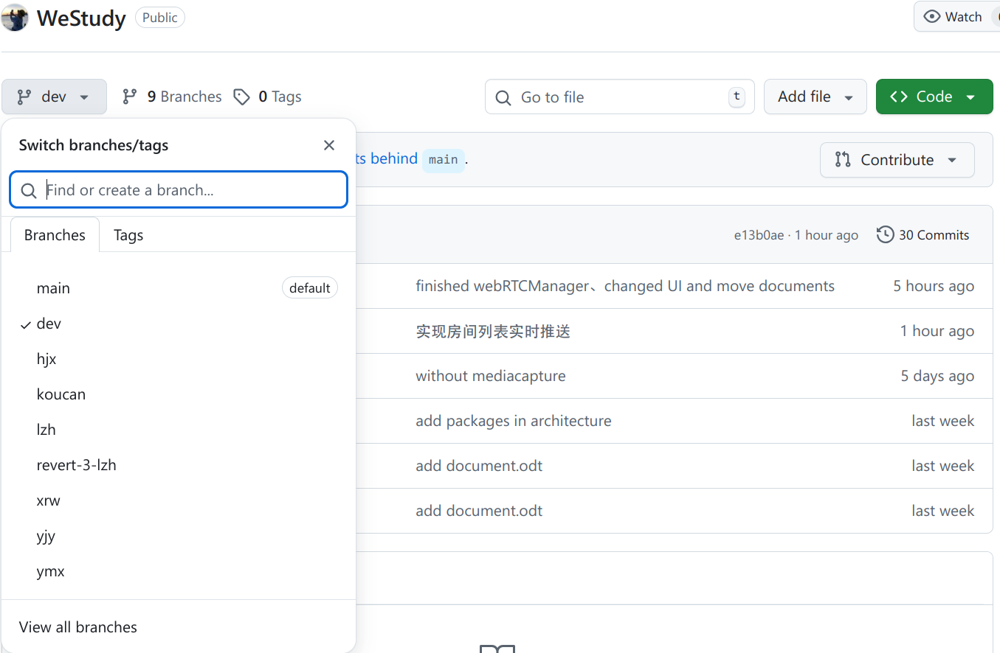 WeStudy Public
Watch
dev 9 Branches 0 Tags Go to file t Add file Code
Switch branches/tags
behind main . Contribute
Find or create a branch...
Branches Tags
e13b0ae · 1 hour ago 30 Commits
main default
finished webRTCManager、changed UI and move documents 5 hours ago
dev
实现房间列表实时推送 1 hour ago
hjx
without mediacapture 5 days ago
koucan
add packages in architecture last week
lzh
revert-3-lzh
add document.odt last week
xrw
add document.odt last week
yjy
ymx
View all branches